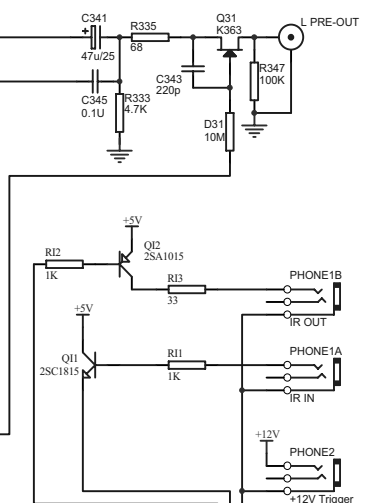 C341
+
47u/25
R335
68
Q31
K363
L PRE-OUT
C343
220p
R347
100K
C345
0.1U
R333
4.7K
D31
10M
+5V
RI2
1K
QI2
2SA1015
RI3
33
PHONE1B
IR OUT
+5V
QI1
2SC1815
RI1
1K
PHONE1A
IR IN
+12V
PHONE2
+12V Trigger